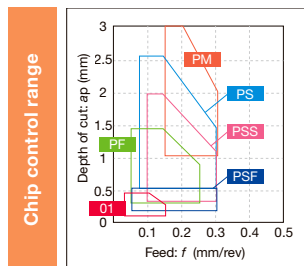 Chip control range
Depth of cut: ap (mm)
3
2.5
2
1.5
1
0.5
0
PM
PS
PSS
PF
PSF
01
0.1 0.2 0.3 0.4 0.5
Feed: f (mm/rev)